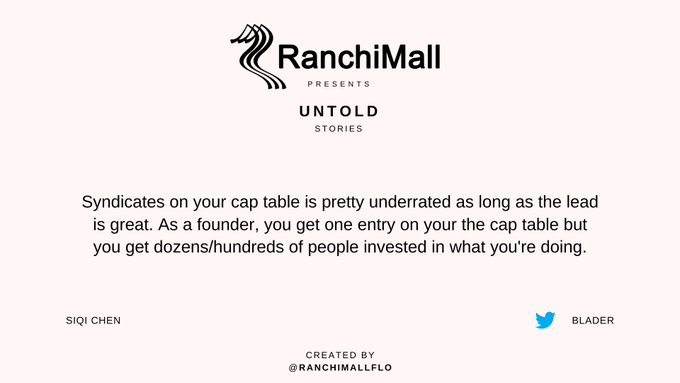 RanchiMall
PRESENTS
UNTOLD
STORIES
Syndicates on your cap table is pretty underrated as long as the lead
is great. As a founder, you get one entry on your the cap table but
you get dozens/hundreds of people invested in what you're doing.
SIQI CHEN
BLADER
CREATED BY
@RANCHIMALLFLO